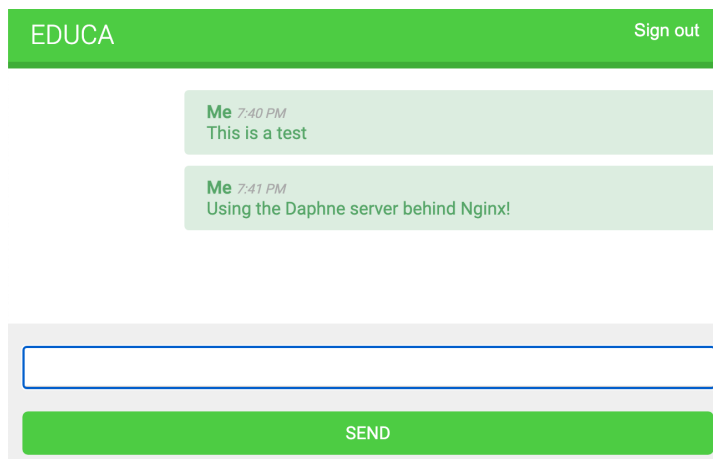 EDUCA
Sign out
Me 7:40 PM
This is a test
Me 7:41 PM
Using the Daphne server behind Nginx!
SEND